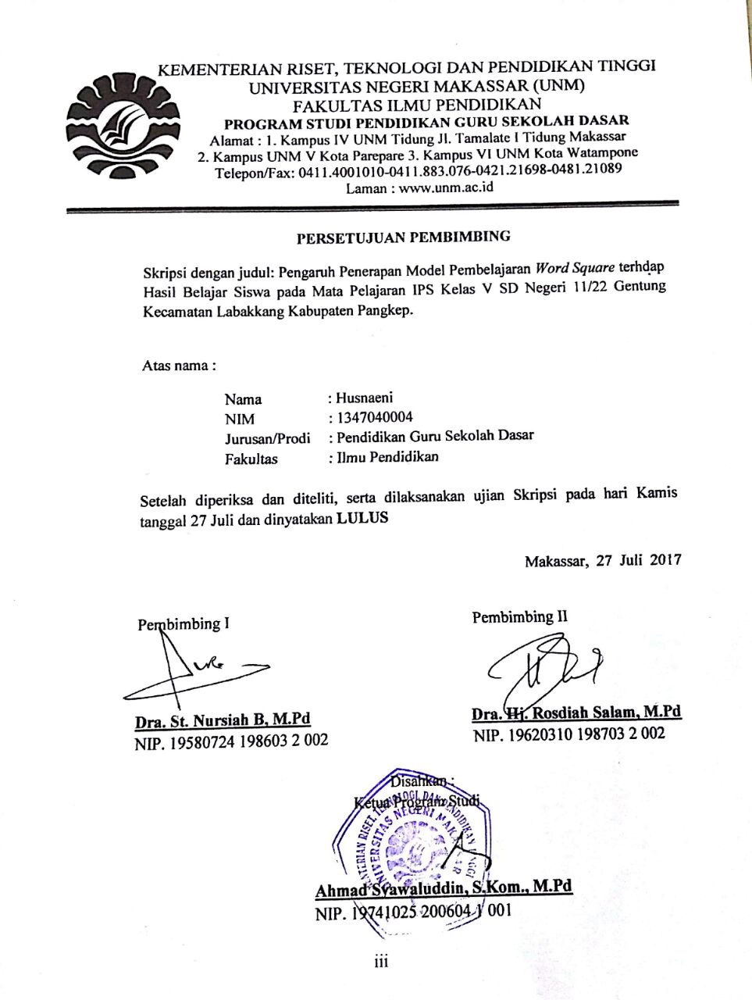 KEMENTERIAN RISET, TEKNOLOGI DAN PENDIDIKAN TINGGI
UNIVERSITAS NEGERI MAKASSAR (UNM)
FAKULTAS ILMU PENDIDIKAN
PROGRAM STUDI PENDIDIKAN GURU SEKOLAH DASAR
Alamat : 1. Kampus IV UNM Tidung Jl. Tamalate I Tidung Makassar
2. Kampus UNM V Kota Parepare 3. Kampus VI UNM Kota Watampone
Telepon/Fax: 0411.4001010-0411.883.076-0421.21698-0481.21089
Laman : www.unm.ac.id
PERSETUJUAN PEMBIMBING
Skripsi dengan judul: Pengaruh Penerapan Model Pembelajaran Word Square terhdap
Hasil Belajar Siswa pada Mata Pelajaran IPS Kelas V SD Negeri 11/22 Gentung
Kecamatan Labakkang Kabupaten Pangkep.
Atas nama :
Nama : Husnaeni
NIM : 1347040004
Jurusan/Prodi : Pendidikan Guru Sekolah Dasar
Fakultas : Ilmu Pendidikan
Setelah diperiksa dan diteliti, serta dilaksanakan ujian Skripsi pada hari Kamis
tanggal 27 Juli dan dinyatakan LULUS
Makassar, 27 Juli 2017
Pembimbing I
Pembimbing II
Dra. St. Nursiah B, M.Pd
NIP. 19580724 198603 2 002
Dra. Hj. Rosdiah Salam, M.Pd
NIP. 19620310 198703 2 002
Disahkan :
Ketua Program Studi
UNIVERSITAS NEGERI
Ahmad Syawaluddin, S.Kom., M.Pd
NIP. 19741025 200604 1 001
iii